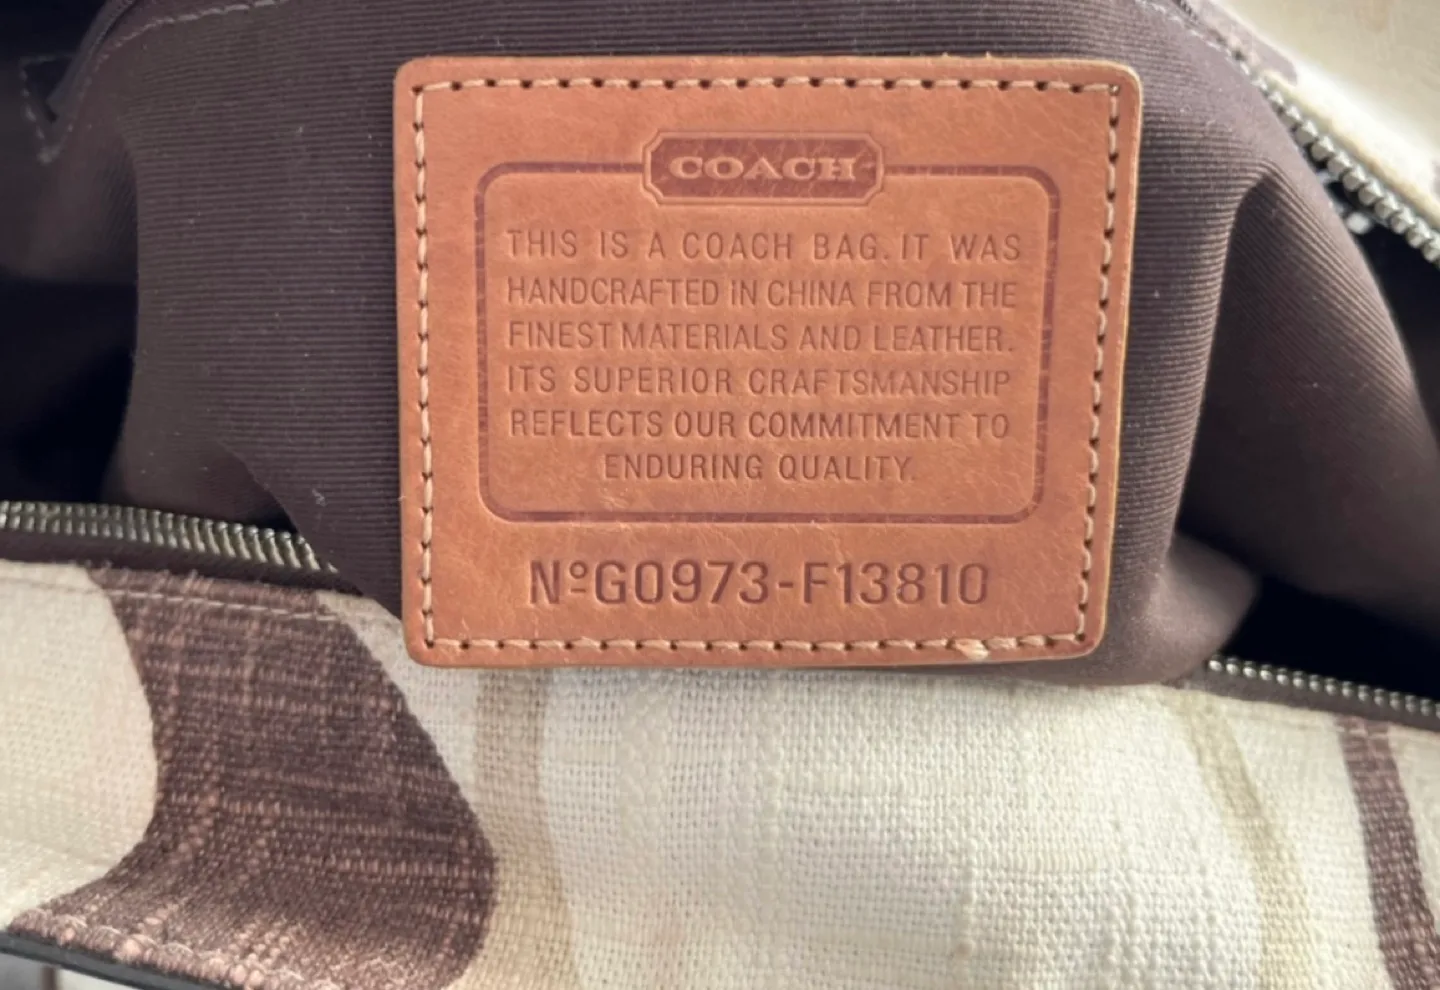 COACH
THIS IS A COACH BAG. IT WAS
HANDCRAFTED IN CHINA FROM THE
FINEST MATERIALS AND LEATHER.
ITS SUPERIOR CRAFTSMANSHIP
REFLECTS OUR COMMITMENT TO
ENDURING QUALITY.
NºG0973-F13810